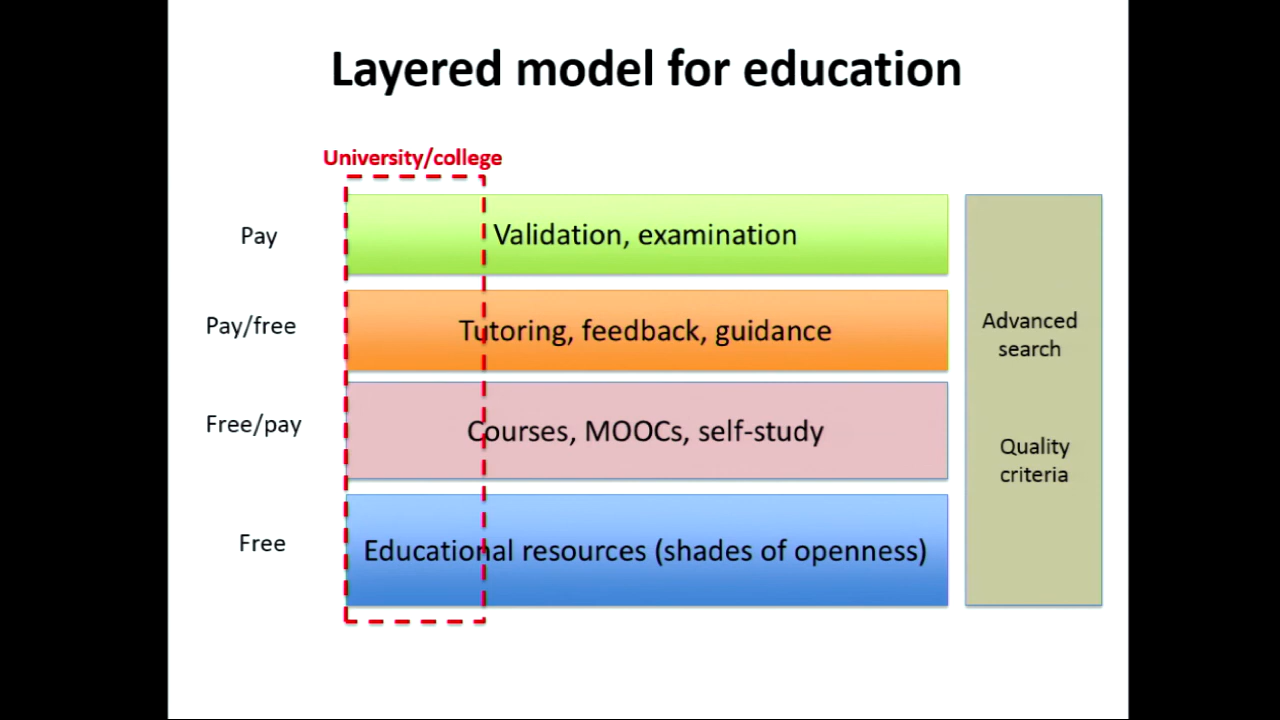 Layered model for education
University/college
Pay
Validation, examination
Pay/free
Tutoring, feedback, guidance
Free/pay
Courses, MOOCs, self-study
Free
Educational resources (shades of openness)
Advanced
search
Quality
criteria